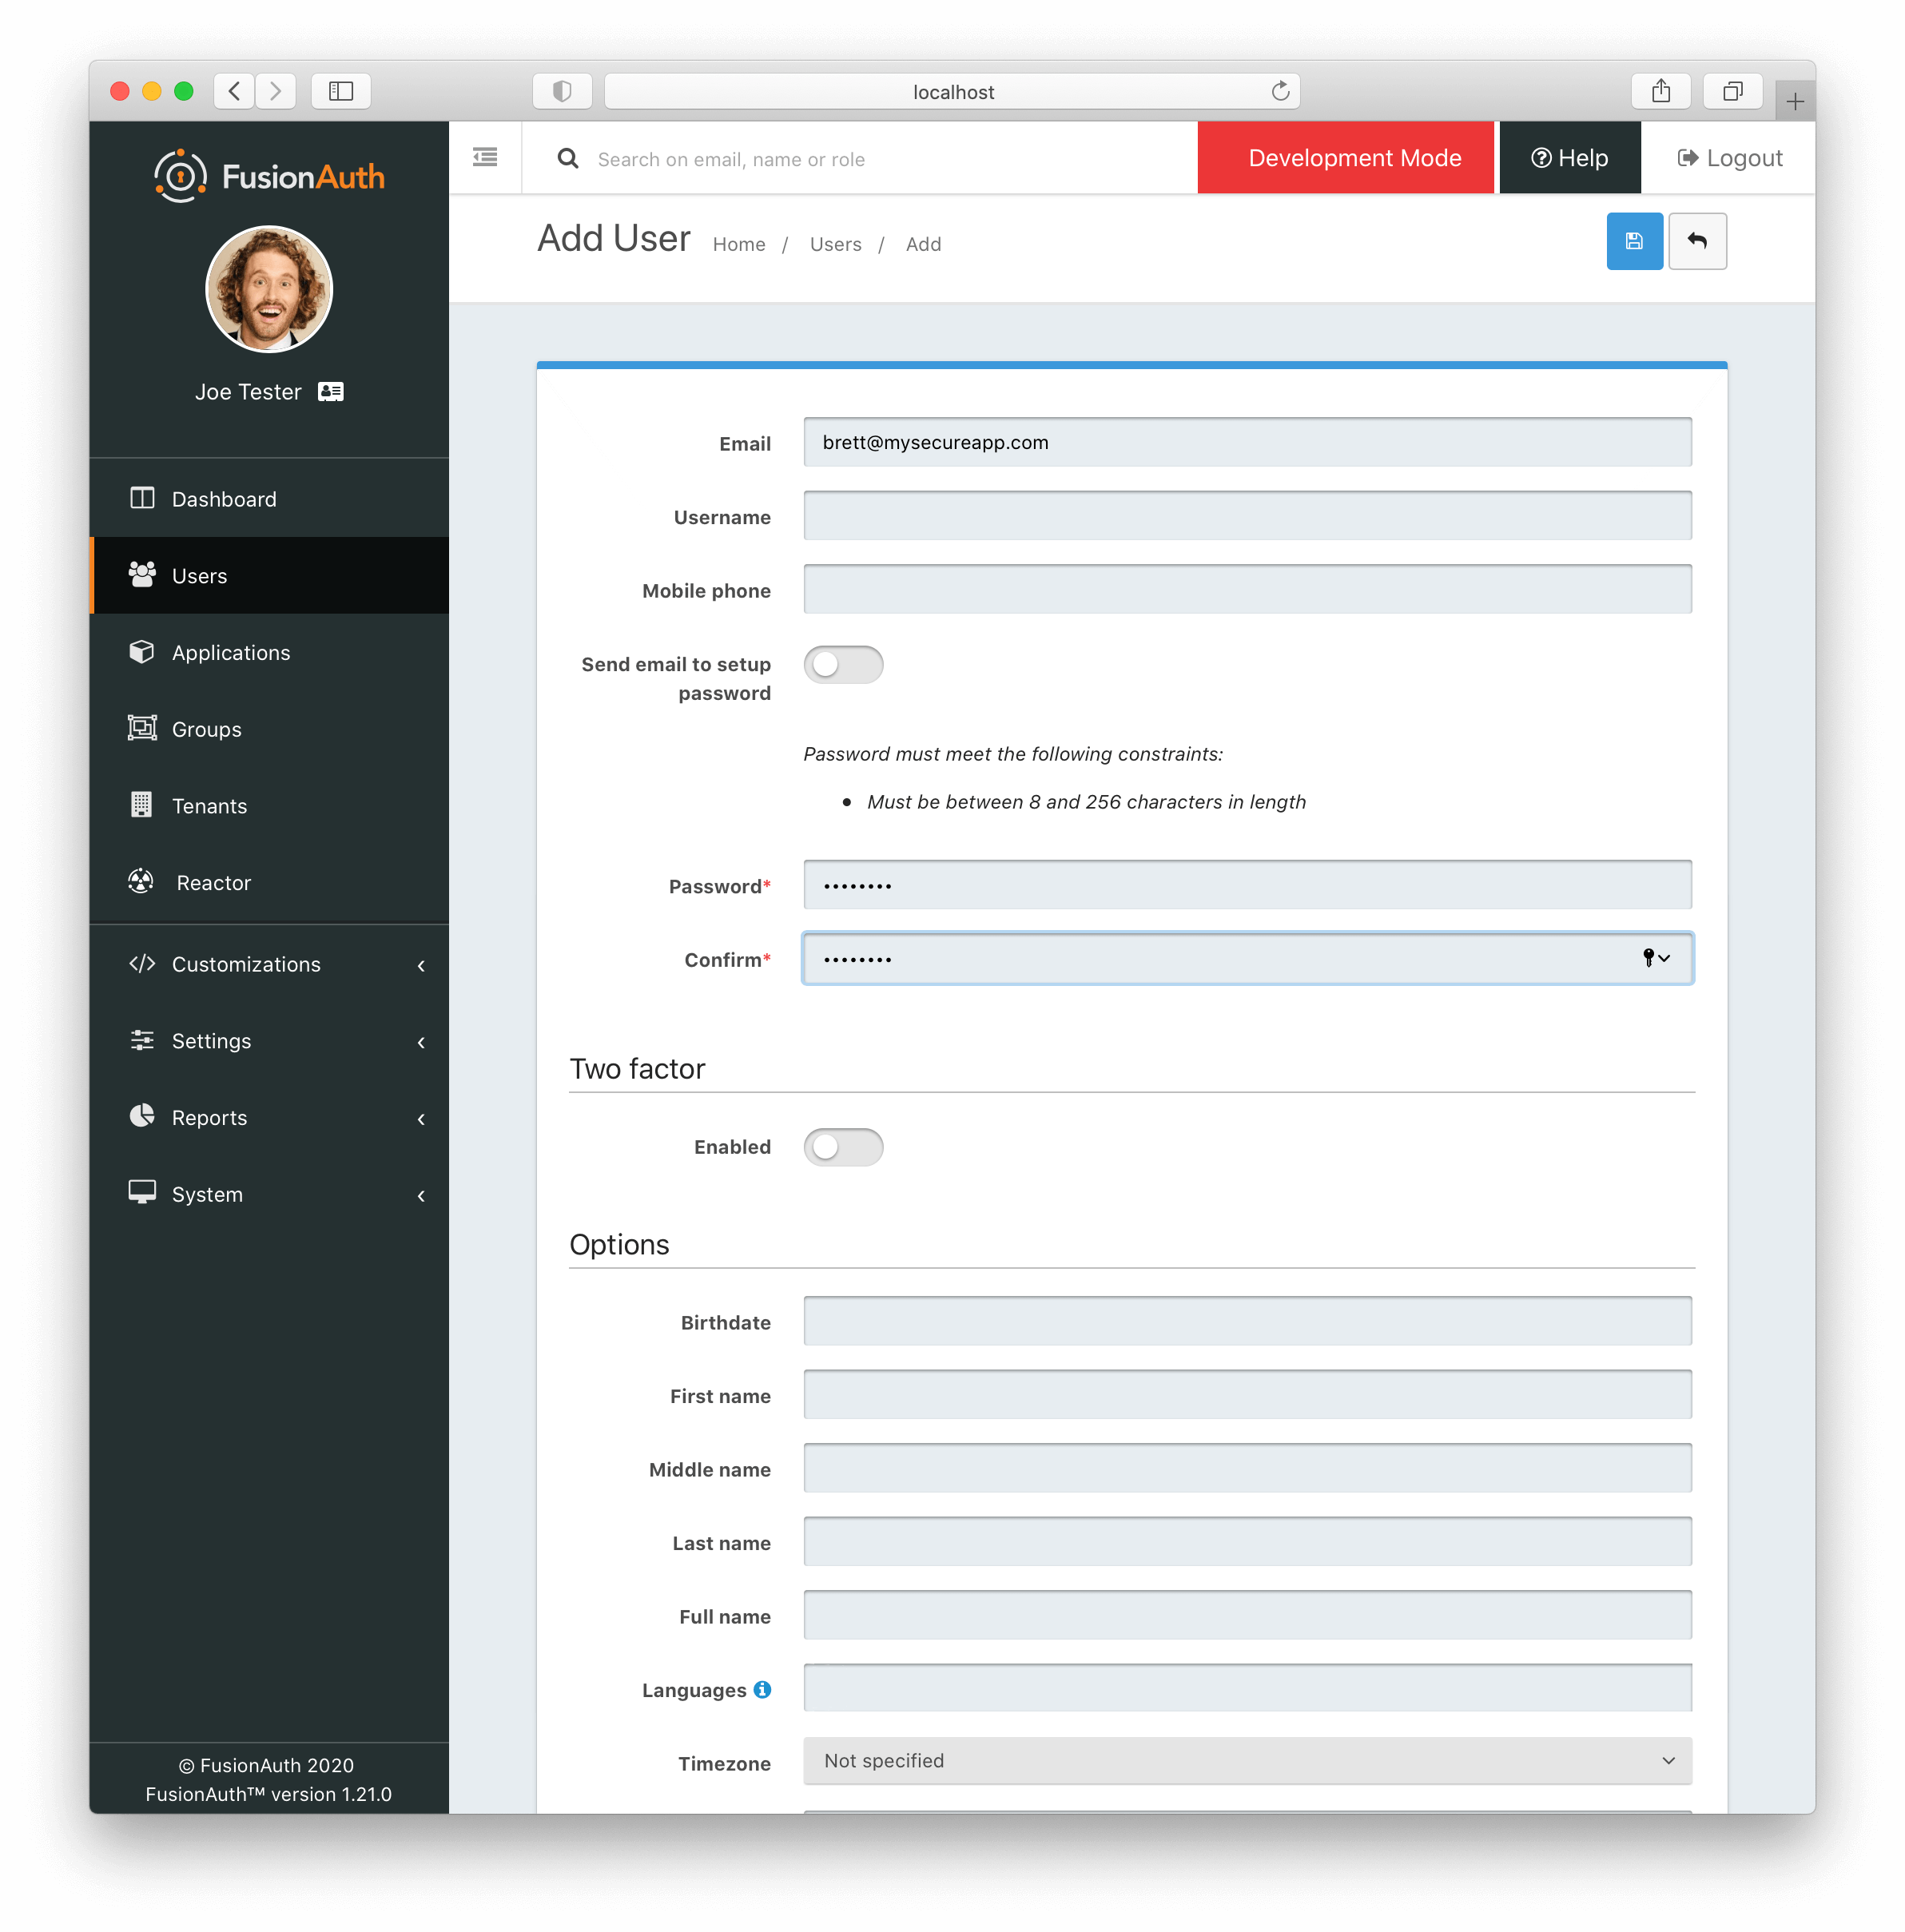 localhost
FusionAuth
Joe Tester
Dashboard
Users
Applications
Groups
Tenants
Reactor
Customizations
Settings
Reports
System
© FusionAuth 2020
FusionAuth™ version 1.21.0
Search on email, name or role
Development Mode
Help
Logout
Add User
Home / Users / Add
Email
brett@mysecureapp.com
Username
Mobile phone
Send email to setup
password
Password must meet the following constraints:
• Must be between 8 and 256 characters in length
Password*
••••••••
Confirm*
••••••••
Two factor
Enabled
Options
Birthdate
First name
Middle name
Last name
Full name
Languages
Timezone
Not specified